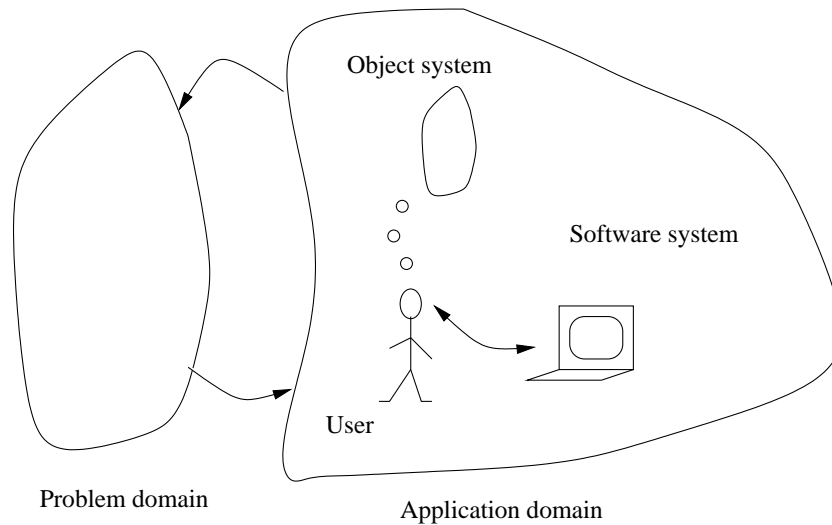 Object system
Software system
User
Problem domain
Application domain